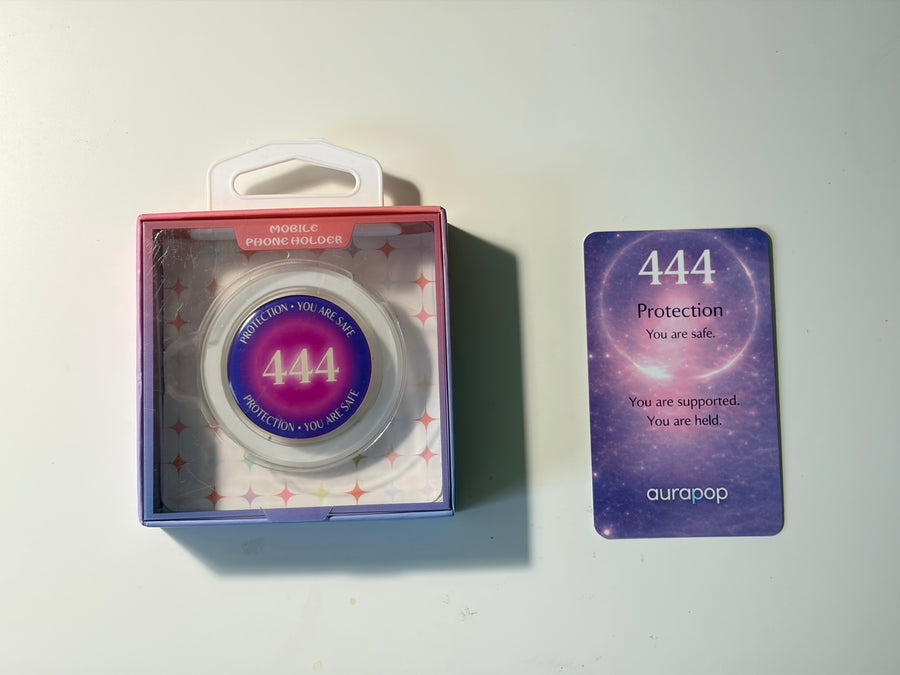 MOBILE
PHONE HOLDER
PROTECTION • YOU ARE SAFE
444
PROTECTION • YOU ARE SAFE
444
Protection
You are safe.
You are supported.
You are held.
aurapop